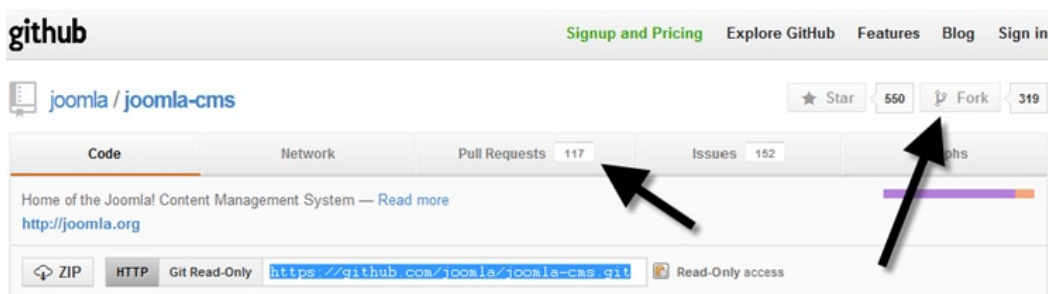 github Signup and Pricing Explore GitHub Features Blog Sign in
joomla / joomla-cms Star 550 Fork 319
Code Network Pull Requests 117 Issues 152
Home of the Joomla! Content Management System — Read more
http://joomla.org
ZIP HTTP Git Read-Only https://github.com/joomla/joomla-cms.git Read-Only access